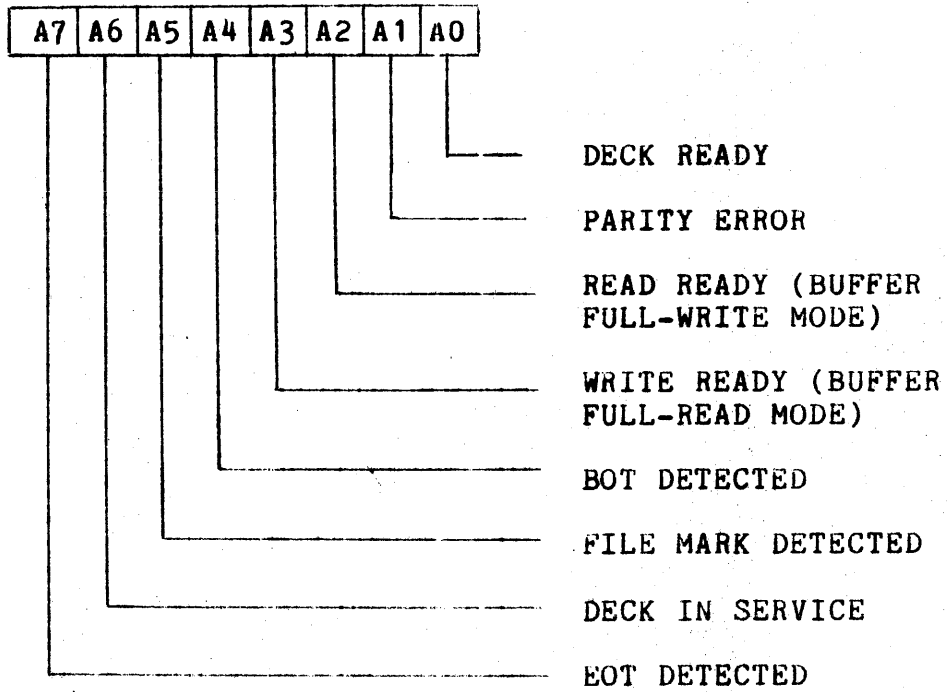 A7 A6 A5 A4 A3 A2 A1 A0
DECK READY
PARITY ERROR
READ READY (BUFFER
FULL-WRITE MODE)
WRITE READY (BUFFER
FULL-READ MODE)
BOT DETECTED
FILE MARK DETECTED
DECK IN SERVICE
EOT DETECTED